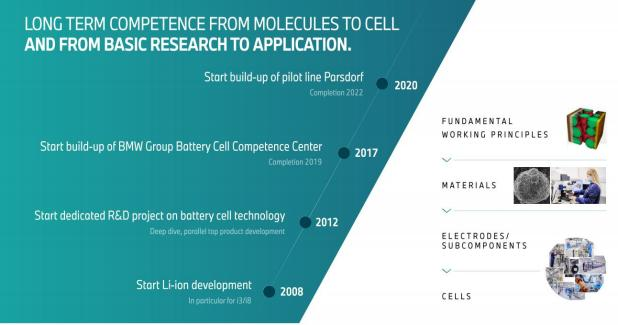 LONG TERM COMPETENCE FROM MOLECULES TO CELL
AND FROM BASIC RESEARCH TO APPLICATION.
Start build-up of pilot line Parsdorf
2020
Completion 2022
Start build-up of BMW Group Battery Cell Competence Center
2017
Completion 2019
Start dedicated R&D project on battery cell technology
2012
Deep dive, parallel top product development
Start Li-ion development
2008
In particular for i3/i8
FUNDAMENTAL
WORKING PRINCIPLES
MATERIALS
ELECTRODES/
SUBCOMPONENTS
CELLS